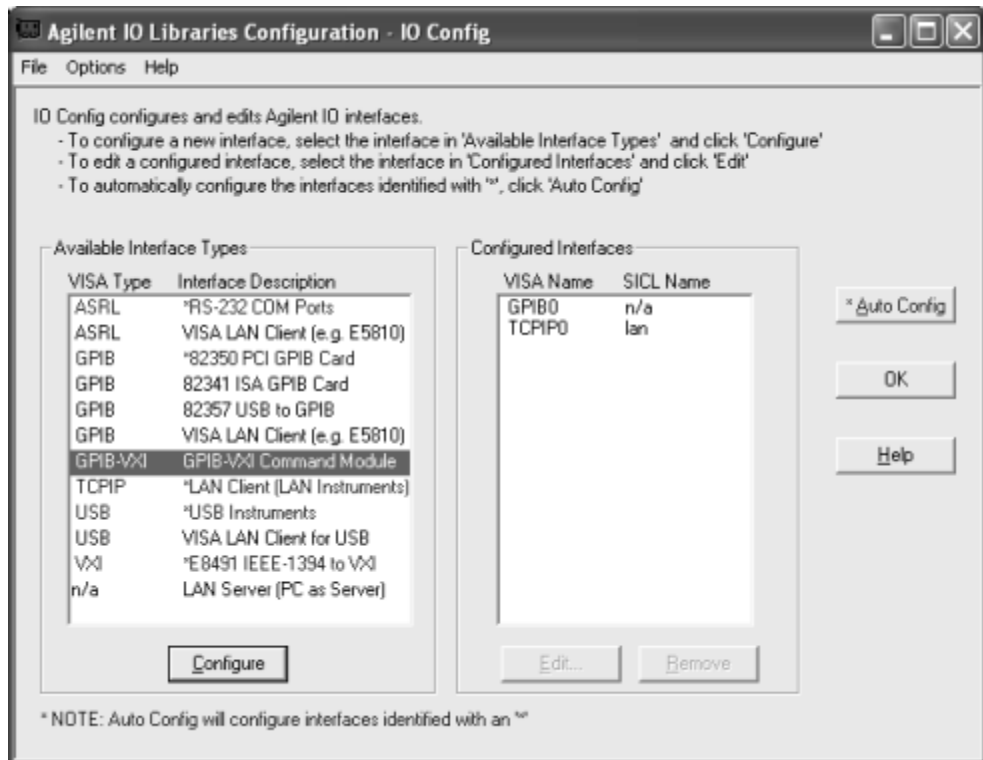 Agilent IO Libraries Configuration - IO Config
File Options Help
IO Config configures and edits Agilent IO interfaces.
- To configure a new interface, select the interface in 'Available Interface Types' and click 'Configure'
- To edit a configured interface, select the interface in 'Configured Interfaces' and click 'Edit'
- To automatically configure the interfaces identified with '*', click 'Auto Config'
Available Interface Types
VISA Type Interface Description
ASRL *RS-232 COM Ports
ASRL VISA LAN Client (e.g. E5810)
GPIB *82350 PCI GPIB Card
GPIB 82341 ISA GPIB Card
GPIB 82357 USB to GPIB
GPIB VISA LAN Client (e.g. E5810)
GPIB-VXI GPIB-VXI Command Module
TCPIP *LAN Client (LAN Instruments)
USB *USB Instruments
USB VISA LAN Client for USB
VXI *E8491 IEEE-1394 to VXI
n/a LAN Server (PC as Server)
Configure
Configured Interfaces
VISA Name SICL Name
GPIB0 n/a
TCPIP0 lan
Edit... Remove
* Auto Config
OK
Help
* NOTE: Auto Config will configure interfaces identified with an '*'